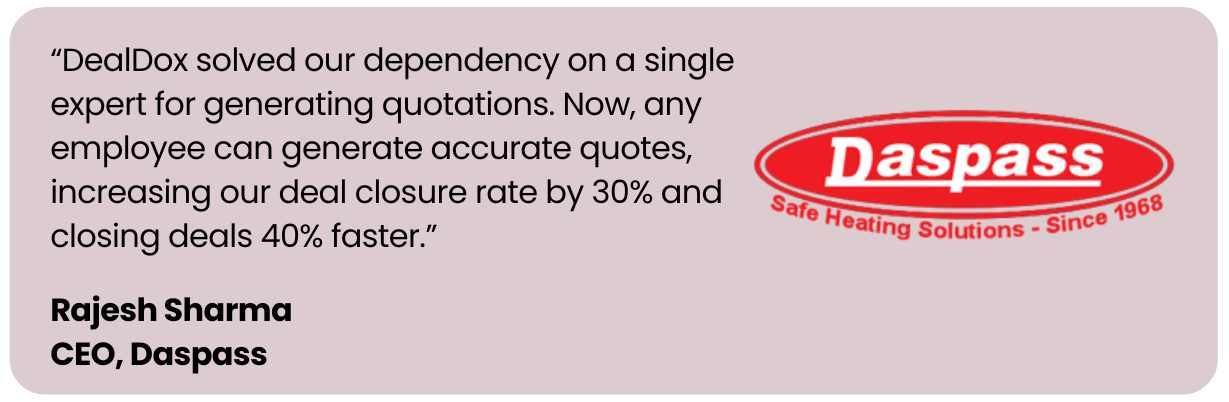 “DealDox solved our dependency on a single
expert for generating quotations. Now, any
employee can generate accurate quotes,
increasing our deal closure rate by 30% and
closing deals 40% faster.”
Rajesh Sharma
CEO, Daspass
Daspass
Safe Heating Solutions - Since 1968